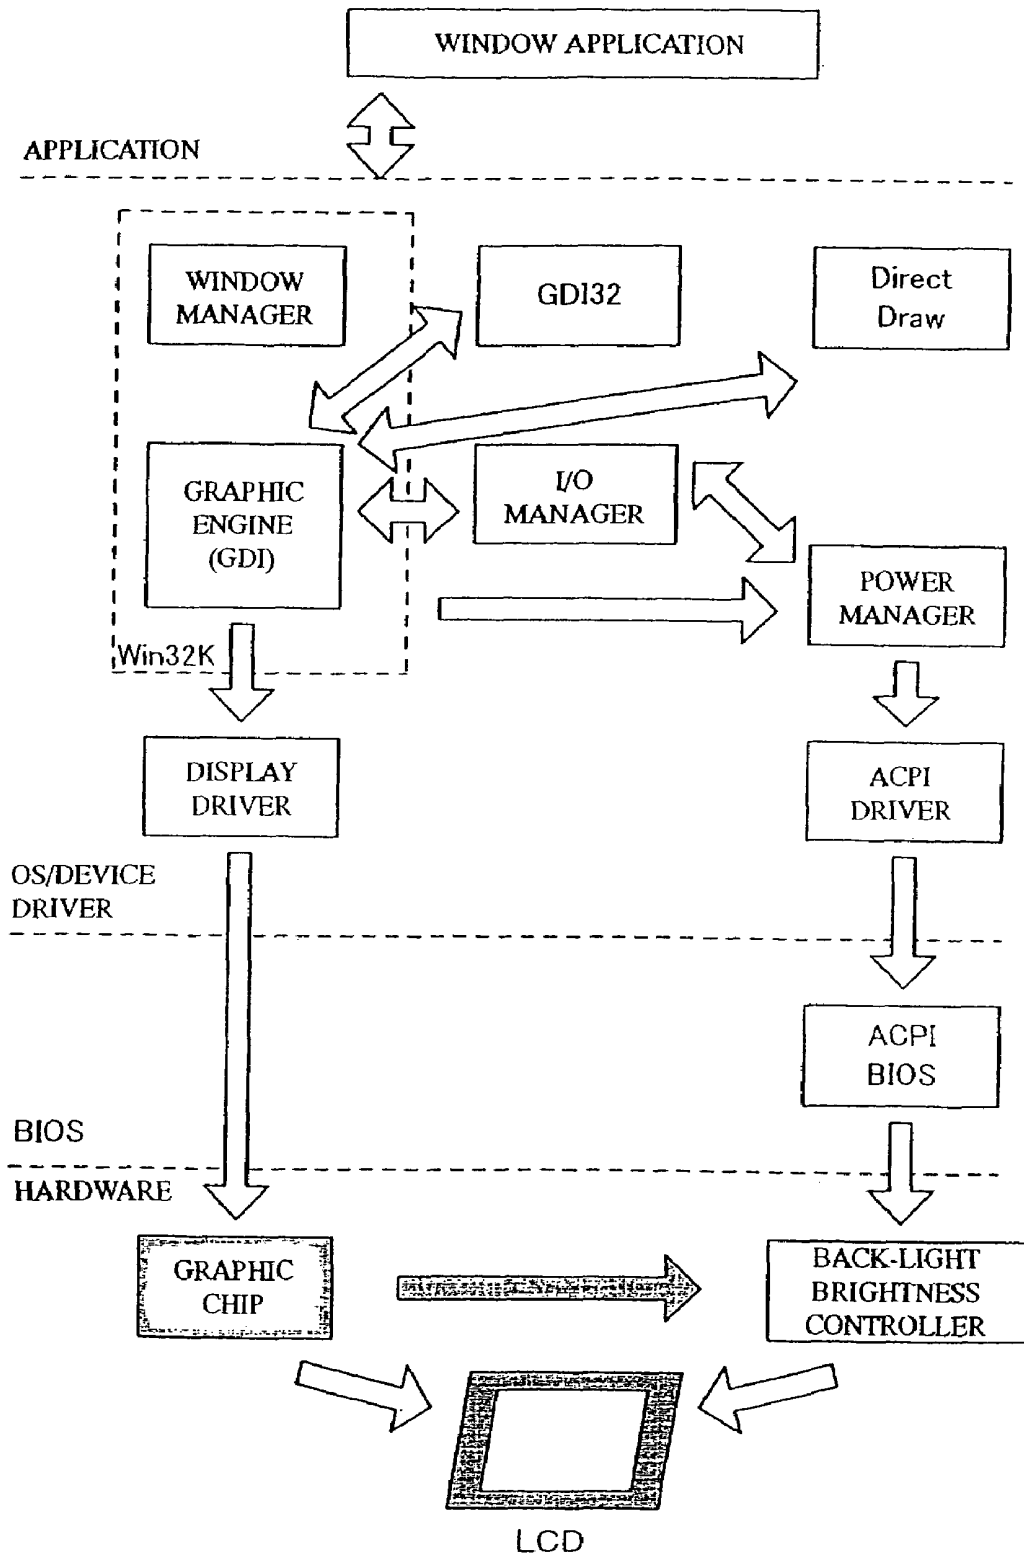 WINDOW APPLICATION
APPLICATION
WINDOW
MANAGER
GDI32
Direct
Draw
GRAPHIC
ENGINE
(GDI)
I/O
MANAGER
POWER
MANAGER
Win32K
DISPLAY
DRIVER
ACPI
DRIVER
OS/DEVICE
DRIVER
ACPI
BIOS
BIOS
HARDWARE
GRAPHIC
CHIP
BACK-LIGHT
BRIGHTNESS
CONTROLLER
LCD